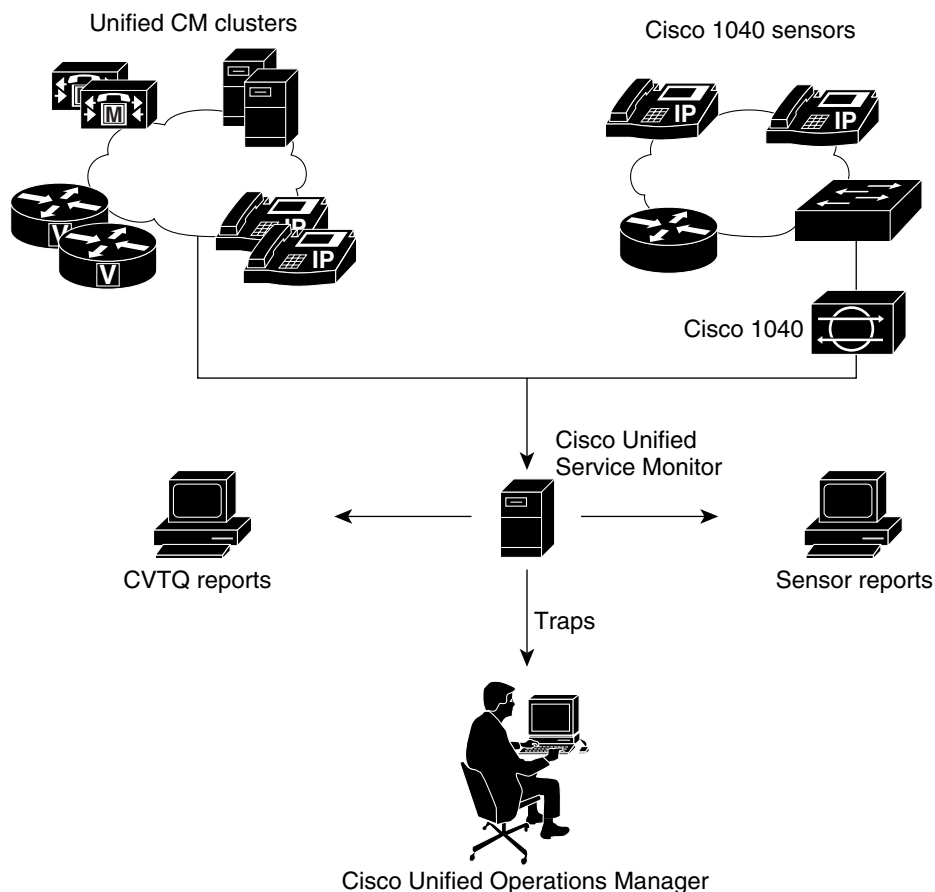 Unified CM clusters
Cisco 1040 sensors
M
IP
IP
IP
IP
V
V
Cisco 1040
Cisco Unified
Service Monitor
CVTQ reports
Sensor reports
Traps
Cisco Unified Operations Manager